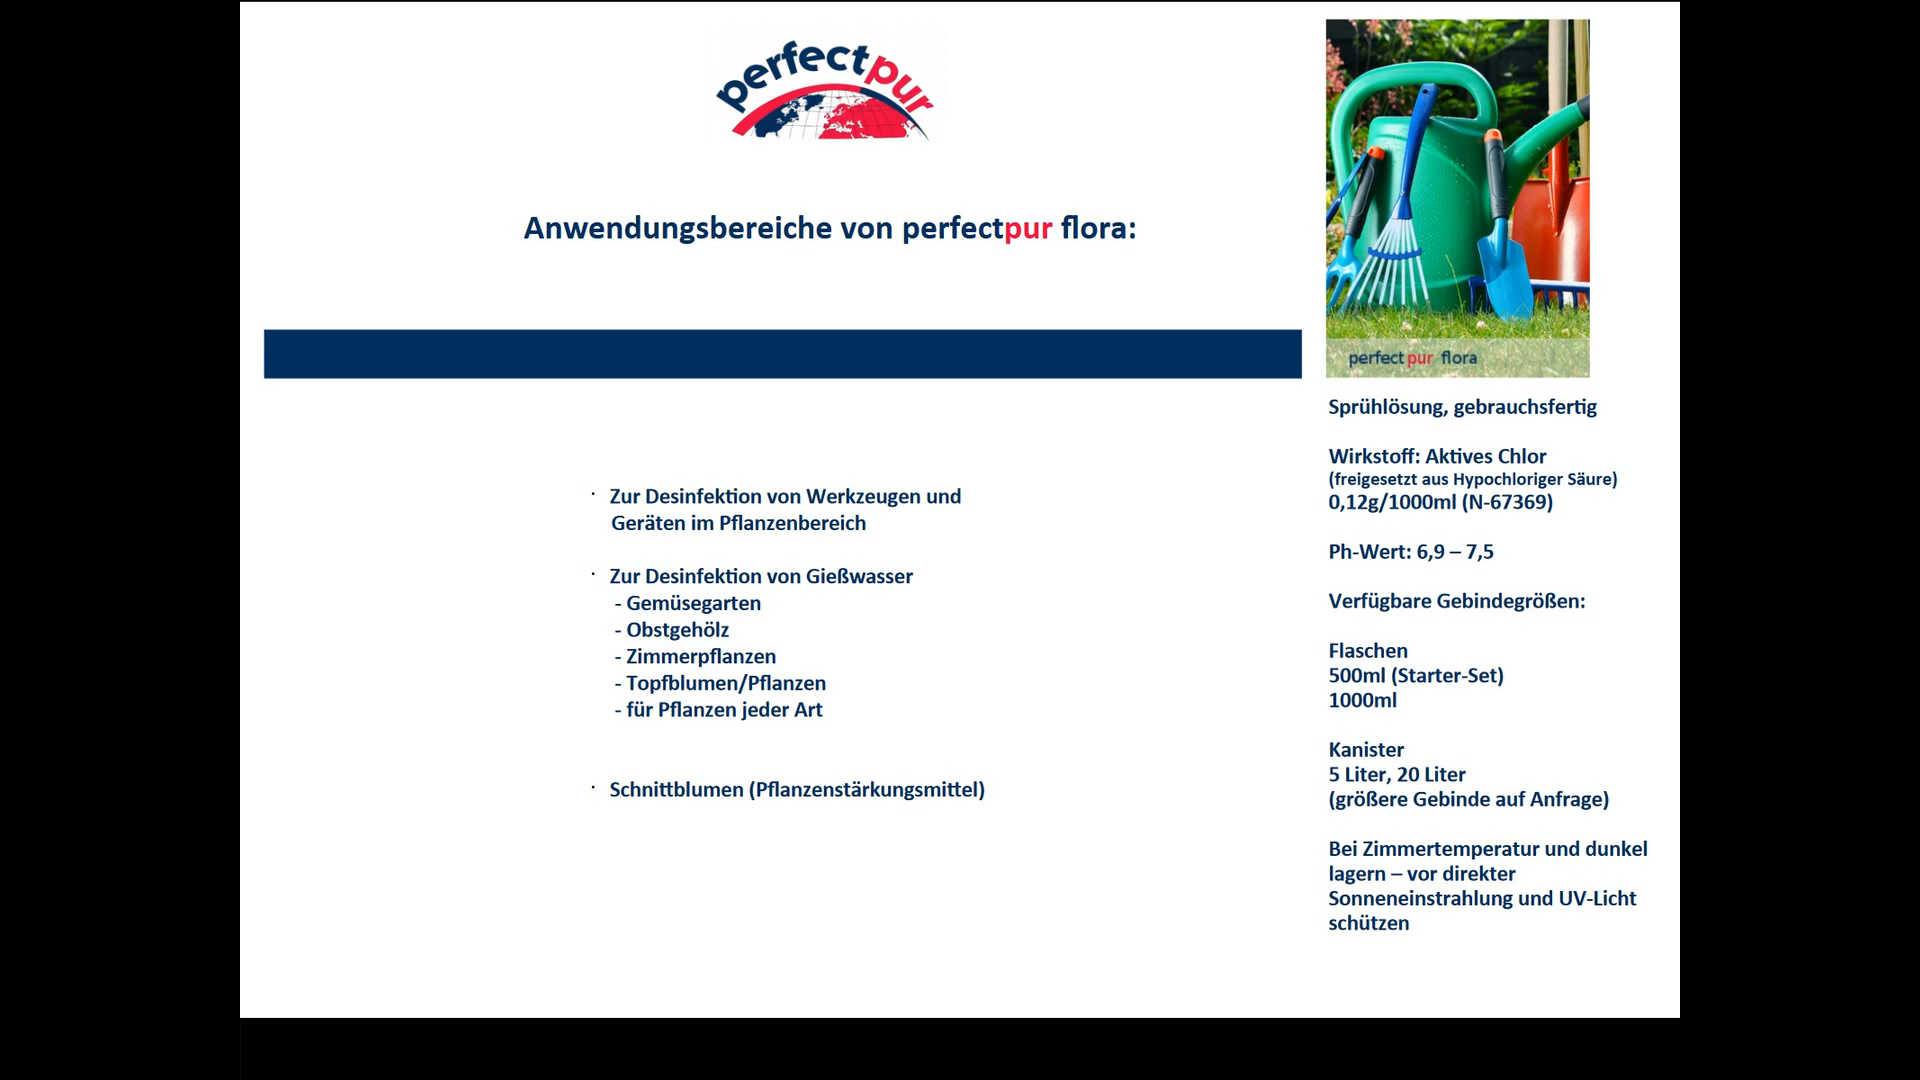 perfectpur
Anwendungsbereiche von perfectpur flora:
· Zur Desinfektion von Werkzeugen und
Geräten im Pflanzenbereich
· Zur Desinfektion von Gießwasser
- Gemüsegarten
- Obstgehölz
- Zimmerpflanzen
- Topfblumen/Pflanzen
- für Pflanzen jeder Art
· Schnittblumen (Pflanzenstärkungsmittel)
perfect pur flora
Sprühlösung, gebrauchsfertig
Wirkstoff: Aktives Chlor
(freigesetzt aus Hypochloriger Säure)
0,12g/1000ml (N-67369)
Ph-Wert: 6,9 – 7,5
Verfügbare Gebindegrößen:
Flaschen
500ml (Starter-Set)
1000ml
Kanister
5 Liter, 20 Liter
(größere Gebinde auf Anfrage)
Bei Zimmertemperatur und dunkel
lagern – vor direkter
Sonneneinstrahlung und UV-Licht
schützen